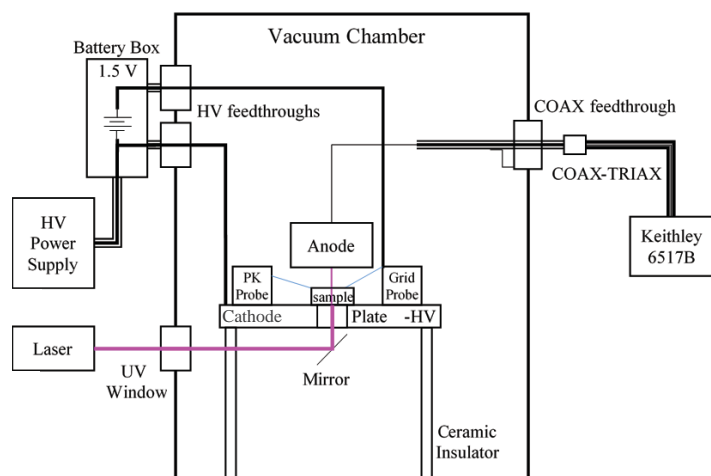 Vacuum Chamber
Battery Box
1.5 V
HV feedthroughs
COAX feedthrough
COAX-TRIAX
HV
Power
Supply
Anode
Keithley
6517B
PK
Probe
sample
Grid
Probe
Cathode
Plate -HV
Laser
UV
Window
Mirror
Ceramic
Insulator